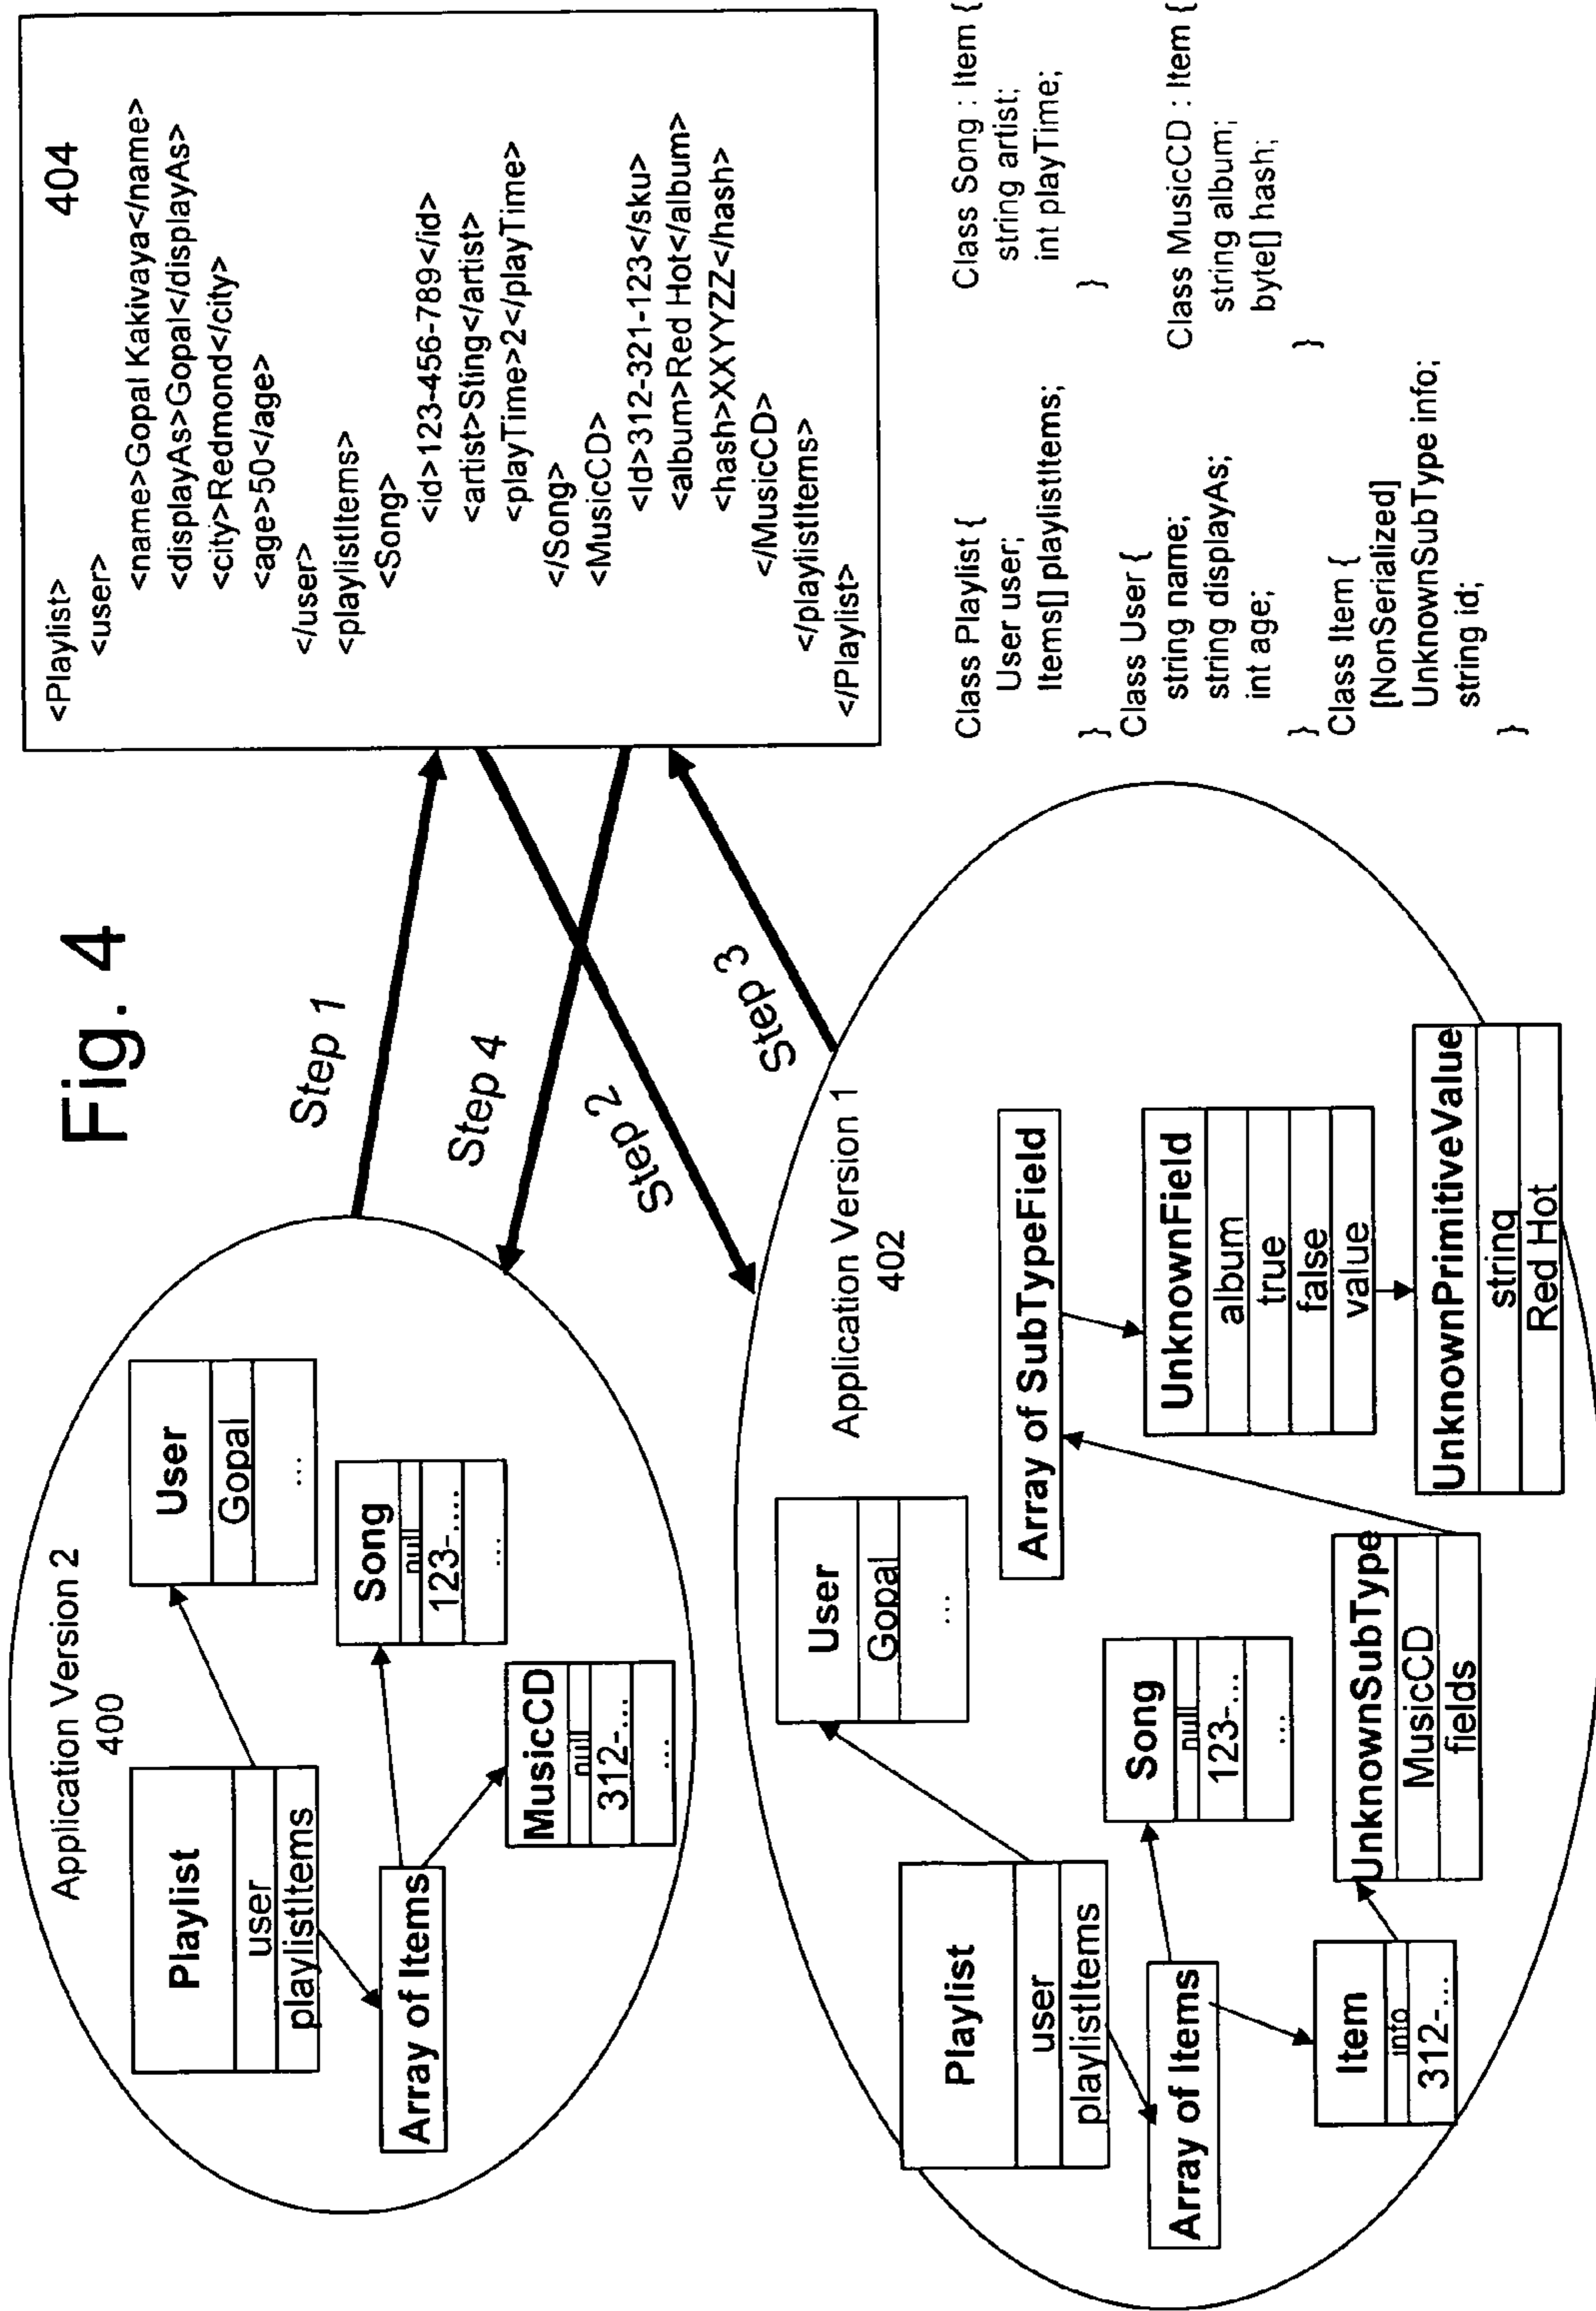 Fig. 4
Application Version 2
400
Playlist
user
playlistItems
Array of Items
User
Gopal
...
Song
null
123-....
...
MusicCD
null
312-...
...
Step 1
Step 4
Step 2
Step 3
404
<Playlist>
<user>
<name>Gopal Kakivaya</name>
<displayAs>Gopal</displayAs>
<city>Redmond</city>
<age>50</age>
</user>
<playlistItems>
<Song>
<id>123-456-789</id>
<artist>Sting</artist>
<playTime>2</playTime>
</Song>
<MusicCD>
<Id>312-321-123</sku>
<album>Red Hot</album>
<hash>XXYYZZ</hash>
</MusicCD>
</playlistItems>
</Playlist>
Application Version 1
402
Playlist
user
playlistItems
Array of Items
User
Gopal
...
Song
null
123-...
...
Item
info
312-...
UnknownSubType
MusicCD
fields
Array of SubTypeField
UnknownField
album
true
false
value
UnknownPrimitiveValue
string
Red Hot
Class Playlist {
User user;
Items[] playlistItems;
}
Class User {
string name;
string displayAs;
int age;
}
Class Item {
[NonSerialized]
UnknownSubType info;
string id;
}
Class Song : Item {
string artist;
int playTime;
}
Class MusicCD : Item {
string album;
byte[] hash;
}